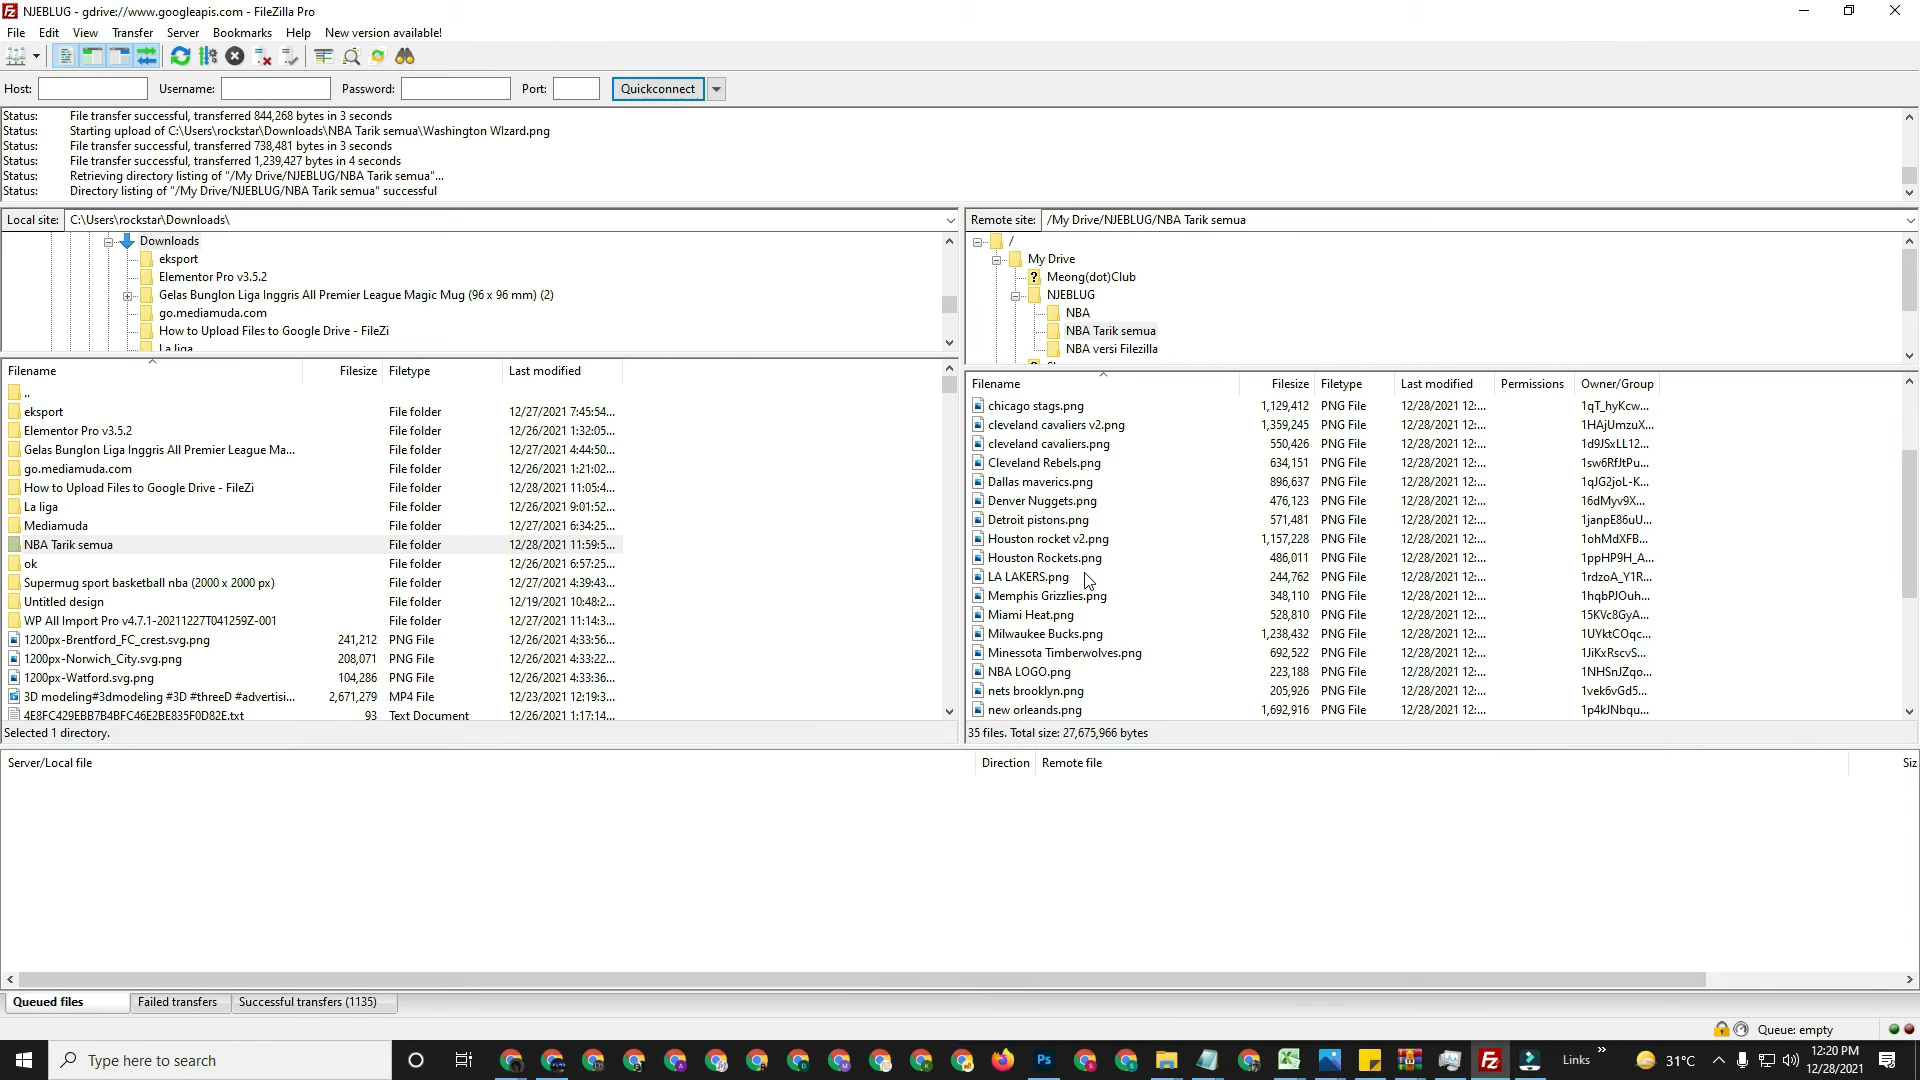 NJEBLUG - gdrive://www.googleapis.com - FileZilla Pro
File Edit View Transfer Server Bookmarks Help New version available!
Host: Username: Password: Port: Quickconnect
Status: File transfer successful, transferred 844,268 bytes in 3 seconds
Status: Starting upload of C:\Users\rockstar\Downloads\NBA Tarik semua\Washington WIzard.png
Status: File transfer successful, transferred 738,481 bytes in 3 seconds
Status: File transfer successful, transferred 1,239,427 bytes in 4 seconds
Status: Retrieving directory listing of "/My Drive/NJEBLUG/NBA Tarik semua"...
Status: Directory listing of "/My Drive/NJEBLUG/NBA Tarik semua" successful
Local site: C:\Users\rockstar\Downloads\
Downloads
eksport
Elementor Pro v3.5.2
Gelas Bunglon Liga Inggris All Premier League Magic Mug (96 x 96 mm) (2)
go.mediamuda.com
How to Upload Files to Google Drive - FileZi
La liga
Filename Filesize Filetype Last modified
..
eksport File folder 12/27/2021 7:45:54...
Elementor Pro v3.5.2 File folder 12/26/2021 1:32:05...
Gelas Bunglon Liga Inggris All Premier League Ma... File folder 12/27/2021 4:44:50...
go.mediamuda.com File folder 12/26/2021 1:21:02...
How to Upload Files to Google Drive - FileZi File folder 12/28/2021 11:05:4...
La liga File folder 12/26/2021 9:01:52...
Mediamuda File folder 12/27/2021 6:34:25...
NBA Tarik semua File folder 12/28/2021 11:59:5...
ok File folder 12/26/2021 6:57:25...
Supermug sport basketball nba (2000 x 2000 px) File folder 12/27/2021 4:39:43...
Untitled design File folder 12/19/2021 10:48:2...
WP All Import Pro v4.7.1-20211227T041259Z-001 File folder 12/27/2021 11:14:3...
1200px-Brentford_FC_crest.svg.png 241,212 PNG File 12/26/2021 4:33:56...
1200px-Norwich_City.svg.png 208,071 PNG File 12/26/2021 4:33:22...
1200px-Watford.svg.png 104,286 PNG File 12/26/2021 4:33:36...
3D modeling#3dmodeling #3D #threeD #advertisi... 2,671,279 MP4 File 12/23/2021 12:19:3...
4E8FC429EBB7B4BFC46E2BE835F0D82E.txt 93 Text Document 12/26/2021 1:17:14...
Selected 1 directory.
Remote site: /My Drive/NJEBLUG/NBA Tarik semua
/
My Drive
Meong(dot)Club
NJEBLUG
NBA
NBA Tarik semua
NBA versi Filezilla
Filename Filesize Filetype Last modified Permissions Owner/Group
chicago stags.png 1,129,412 PNG File 12/28/2021 12:... 1qT_hyKcw...
cleveland cavaliers v2.png 1,359,245 PNG File 12/28/2021 12:... 1HAjUmzuX...
cleveland cavaliers.png 550,426 PNG File 12/28/2021 12:... 1d9JSxLL12...
Cleveland Rebels.png 634,151 PNG File 12/28/2021 12:... 1sw6RfJtPu...
Dallas maverics.png 896,637 PNG File 12/28/2021 12:... 1qJG2joL-K...
Denver Nuggets.png 476,123 PNG File 12/28/2021 12:... 16dMyv9X...
Detroit pistons.png 571,481 PNG File 12/28/2021 12:... 1janpE86uU...
Houston rocket v2.png 1,157,228 PNG File 12/28/2021 12:... 1ohMdXFB...
Houston Rockets.png 486,011 PNG File 12/28/2021 12:... 1ppHP9H_A...
LA LAKERS.png 244,762 PNG File 12/28/2021 12:... 1rdzoA_Y1R...
Memphis Grizzlies.png 348,110 PNG File 12/28/2021 12:... 1hqbPJOuh...
Miami Heat.png 528,810 PNG File 12/28/2021 12:... 15KVc8GyA...
Milwaukee Bucks.png 1,238,432 PNG File 12/28/2021 12:... 1UYktCOqc...
Minessota Timberwolves.png 692,522 PNG File 12/28/2021 12:... 1JiKxRscvS...
NBA LOGO.png 223,188 PNG File 12/28/2021 12:... 1NHSnJZqo...
nets brooklyn.png 205,926 PNG File 12/28/2021 12:... 1vek6vGd5...
new orleands.png 1,692,916 PNG File 12/28/2021 12:... 1p4kJNbqu...
35 files. Total size: 27,675,966 bytes
Server/Local file Direction Remote file Siz
Queued files Failed transfers Successful transfers (1135)
Queue: empty
Type here to search
Links
31°C
12:20 PM
12/28/2021